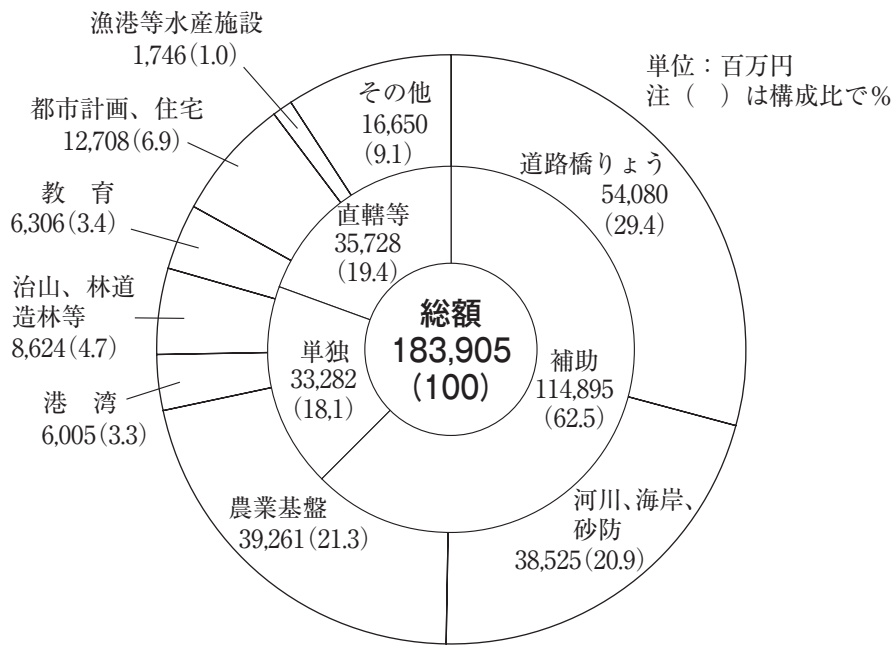 単位：百万円
注（　）は構成比で％
道路橋りょう
54,080
(29.4)
河川、海岸、
砂防
38,525(20.9)
農業基盤
39,261(21.3)
港　湾
6,005(3.3)
治山、林道
造林等
8,624(4.7)
教　育
6,306(3.4)
都市計画、住宅
12,708(6.9)
漁港等水産施設
1,746(1.0)
その他
16,650
(9.1)
直轄等
35,728
(19.4)
単独
33,282
(18,1)
補助
114,895
(62.5)
総額
183,905
(100)